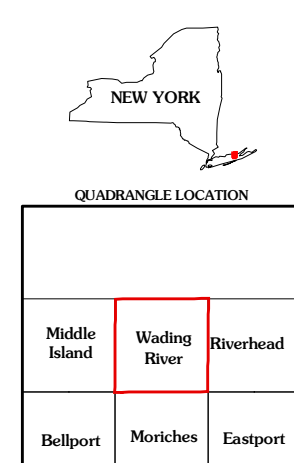 NEW YORK
QUADRANGLE LOCATION
Middle
Island
Wading
River
Riverhead
Bellport
Moriches
Eastport